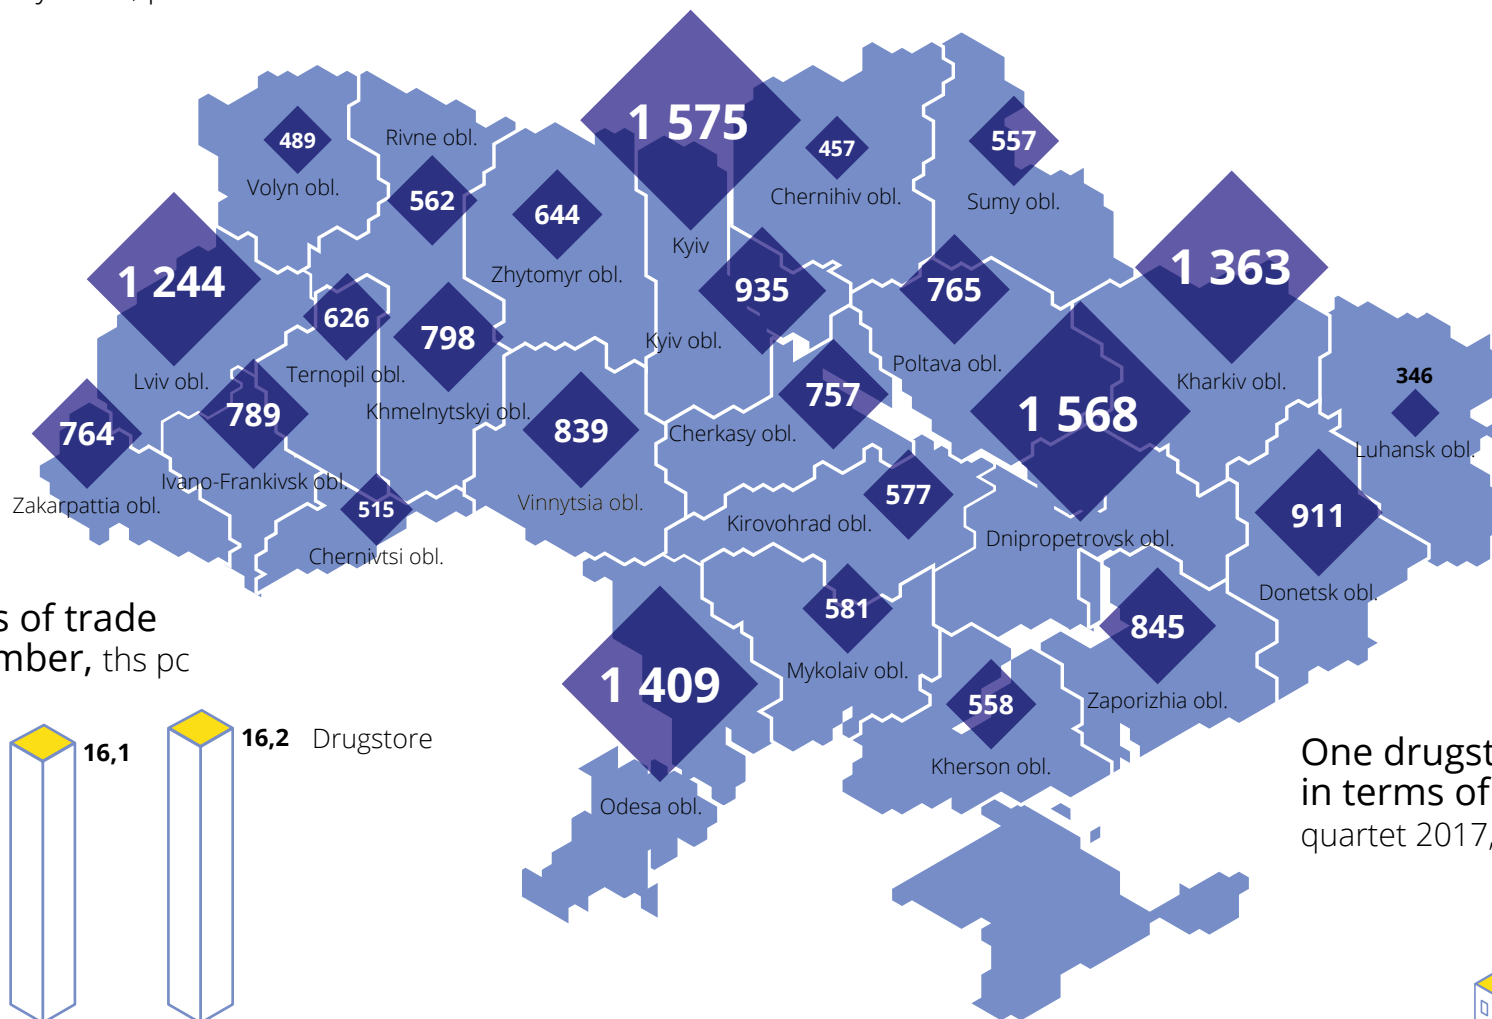 489
Volyn obl.
Rivne obl.
562
644
Zhytomyr obl.
1 575
Kyiv
457
Chernihiv obl.
557
Sumy obl.
1 244
Lviv obl.
626
Ternopil obl.
798
Khmelnytskyi obl.
935
Kyiv obl.
765
Poltava obl.
1 363
Kharkiv obl.
346
Luhansk obl.
764
Zakarpattia obl.
789
Ivano-Frankivsk obl.
515
Chernivtsi obl.
839
Vinnytsia obl.
757
Cherkasy obl.
577
Kirovohrad obl.
1 568
Dnipropetrovsk obl.
911
Donetsk obl.
1 409
Odesa obl.
581
Mykolaiv obl.
558
Kherson obl.
845
Zaporizhia obl.
s of trade
mber, ths pc
16,1
16,2 Drugstore
One drugst
in terms of
quartet 2017,